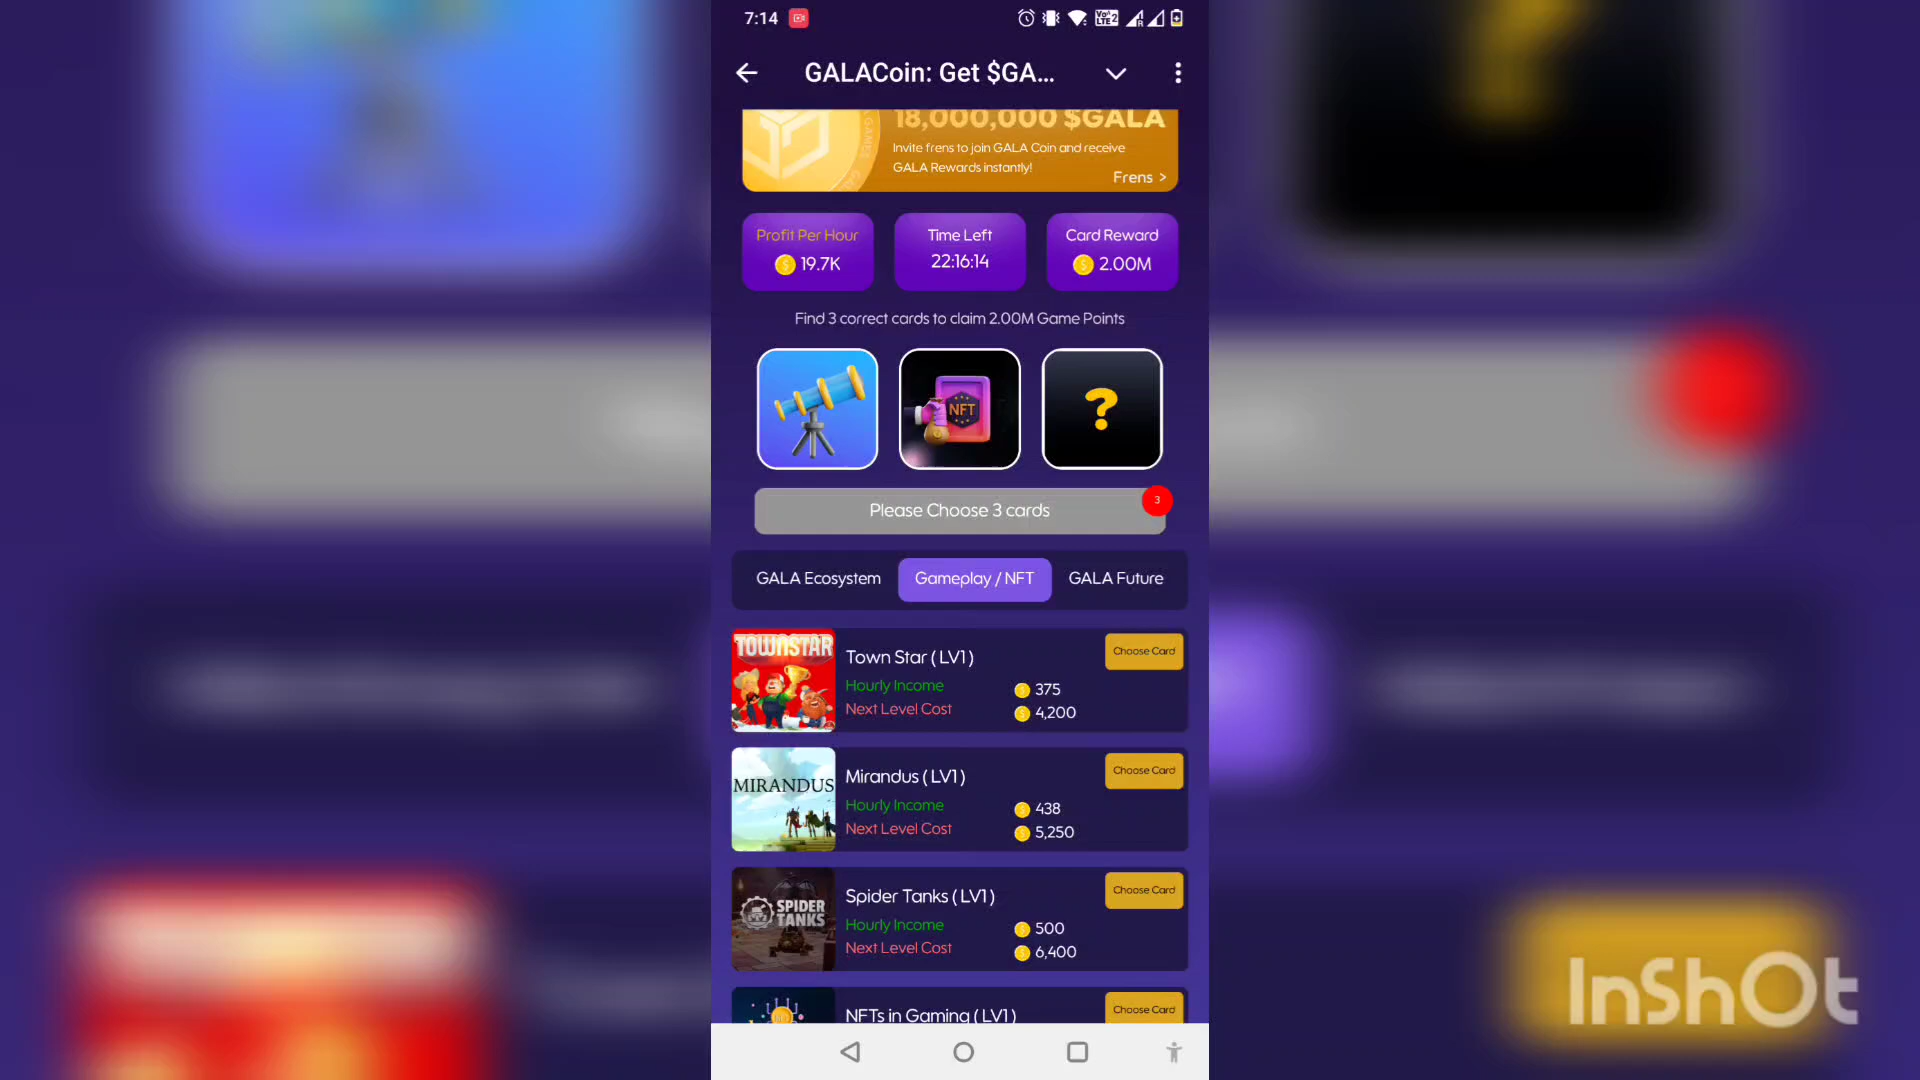 7:14
GALACoin: Get $GA...
18,000,000 $GALA
Invite frens to join GALA Coin and receive
GALA Rewards instantly!
Frens >
Profit Per Hour
19.7K
Time Left
22:16:14
Card Reward
2.00M
Find 3 correct cards to claim 2.00M Game Points
NFT
?
Please Choose 3 cards
3
GALA Ecosystem
Gameplay / NFT
GALA Future
TOWNSTAR
Town Star ( LV1 )
Choose Card
Hourly Income
375
Next Level Cost
4,200
MIRANDUS
Mirandus ( LV1 )
Choose Card
Hourly Income
438
Next Level Cost
5,250
SPIDER
TANKS
Spider Tanks ( LV1 )
Choose Card
Hourly Income
500
Next Level Cost
6,400
NFTs in Gaming ( LV1 )
Choose Card
InShOt